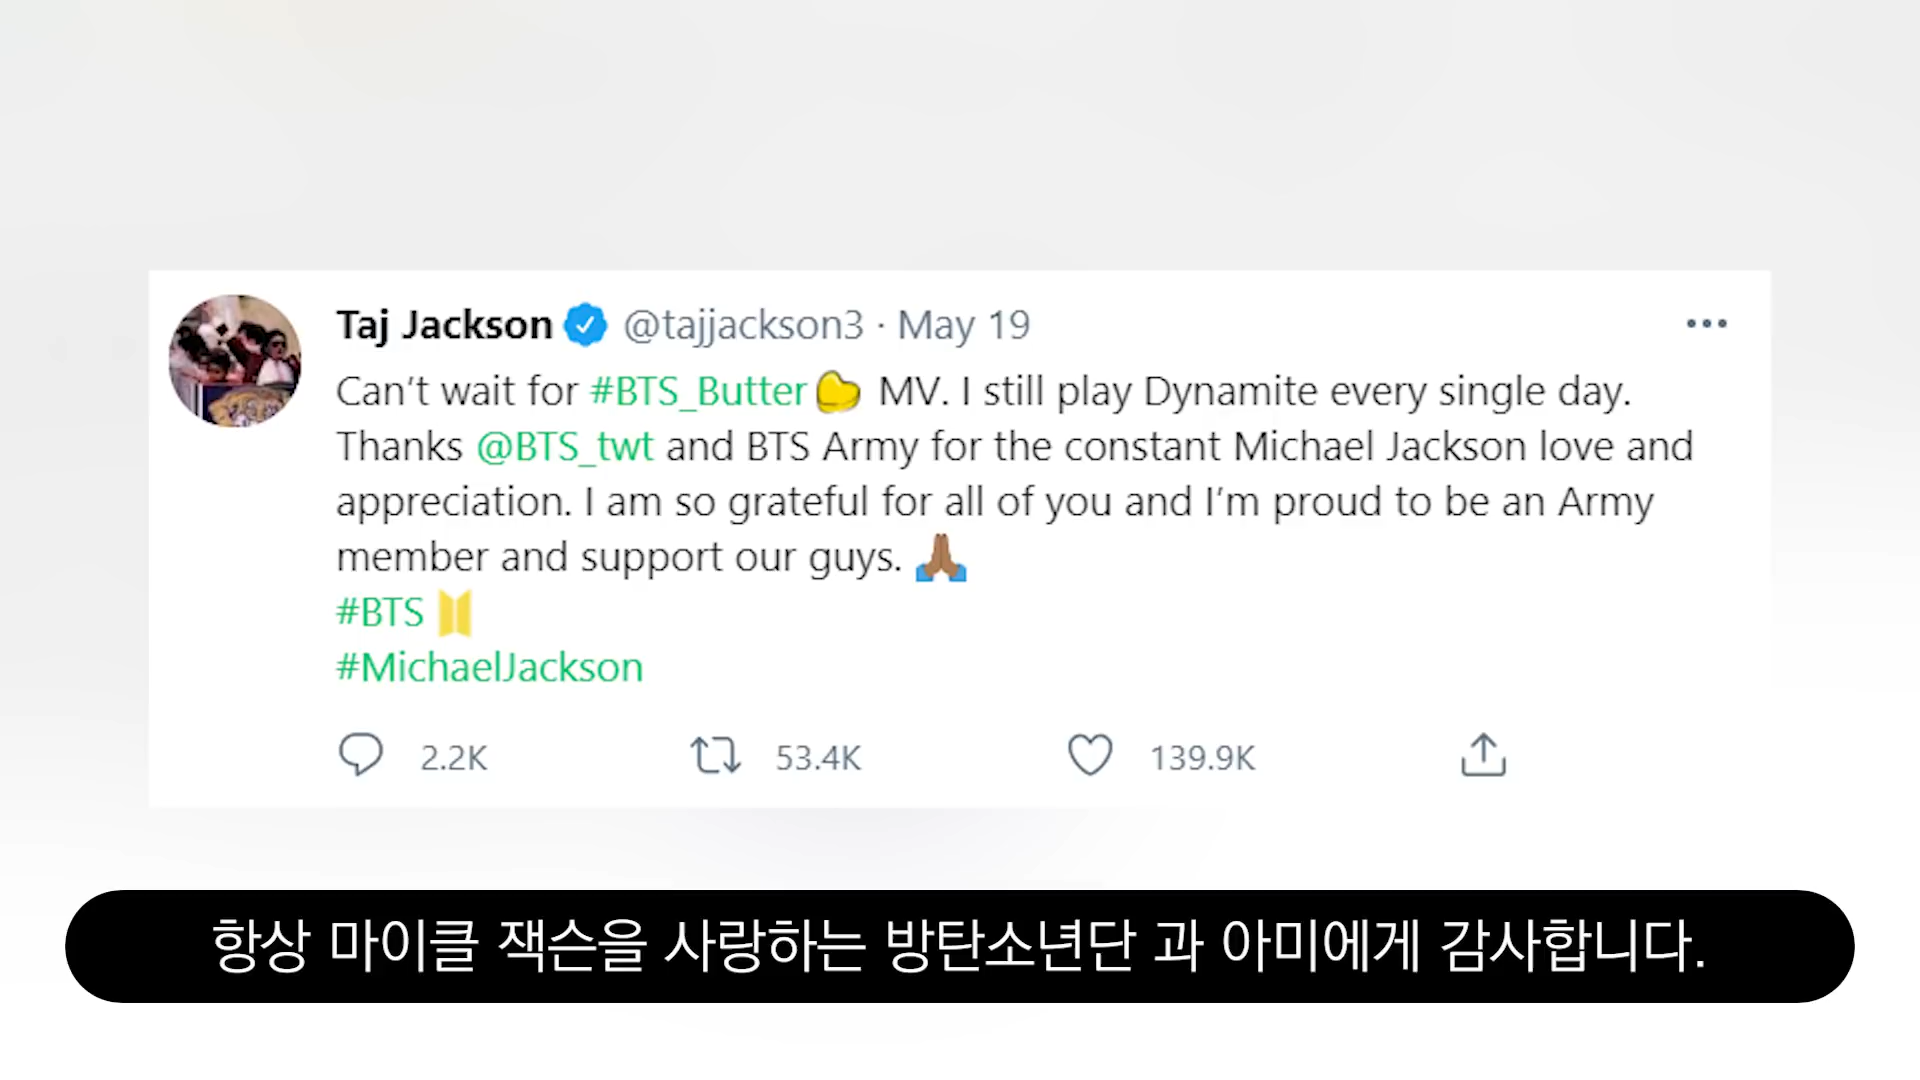 Taj Jackson @tajjackson3 · May 19
Can't wait for #BTS_Butter MV. I still play Dynamite every single day.
Thanks @BTS_twt and BTS Army for the constant Michael Jackson love and
appreciation. I am so grateful for all of you and I'm proud to be an Army
member and support our guys. 🙏🏾
#BTS
#MichaelJackson
2.2K 53.4K 139.9K
항상 마이클 잭슨을 사랑하는 방탄소년단 과 아미에게 감사합니다.